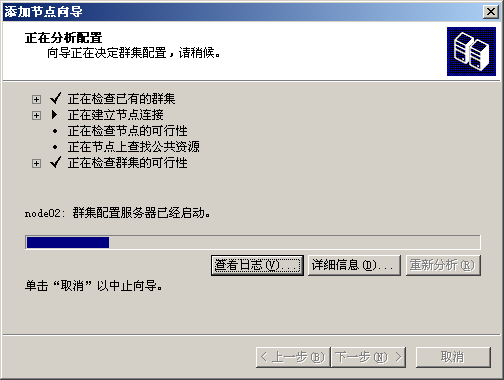 添加节点向导
正在分析配置
向导正在决定群集配置，请稍候。
正在检查已有的群集
正在建立节点连接
正在检查节点的可行性
正在节点上查找公共资源
正在检查群集的可行性
node02: 群集配置服务器已经启动。
查看日志(V)... 详细信息(D)... 重新分析(R)
单击“取消”以中止向导。
< 上一步(B) 下一步(N) > 取消